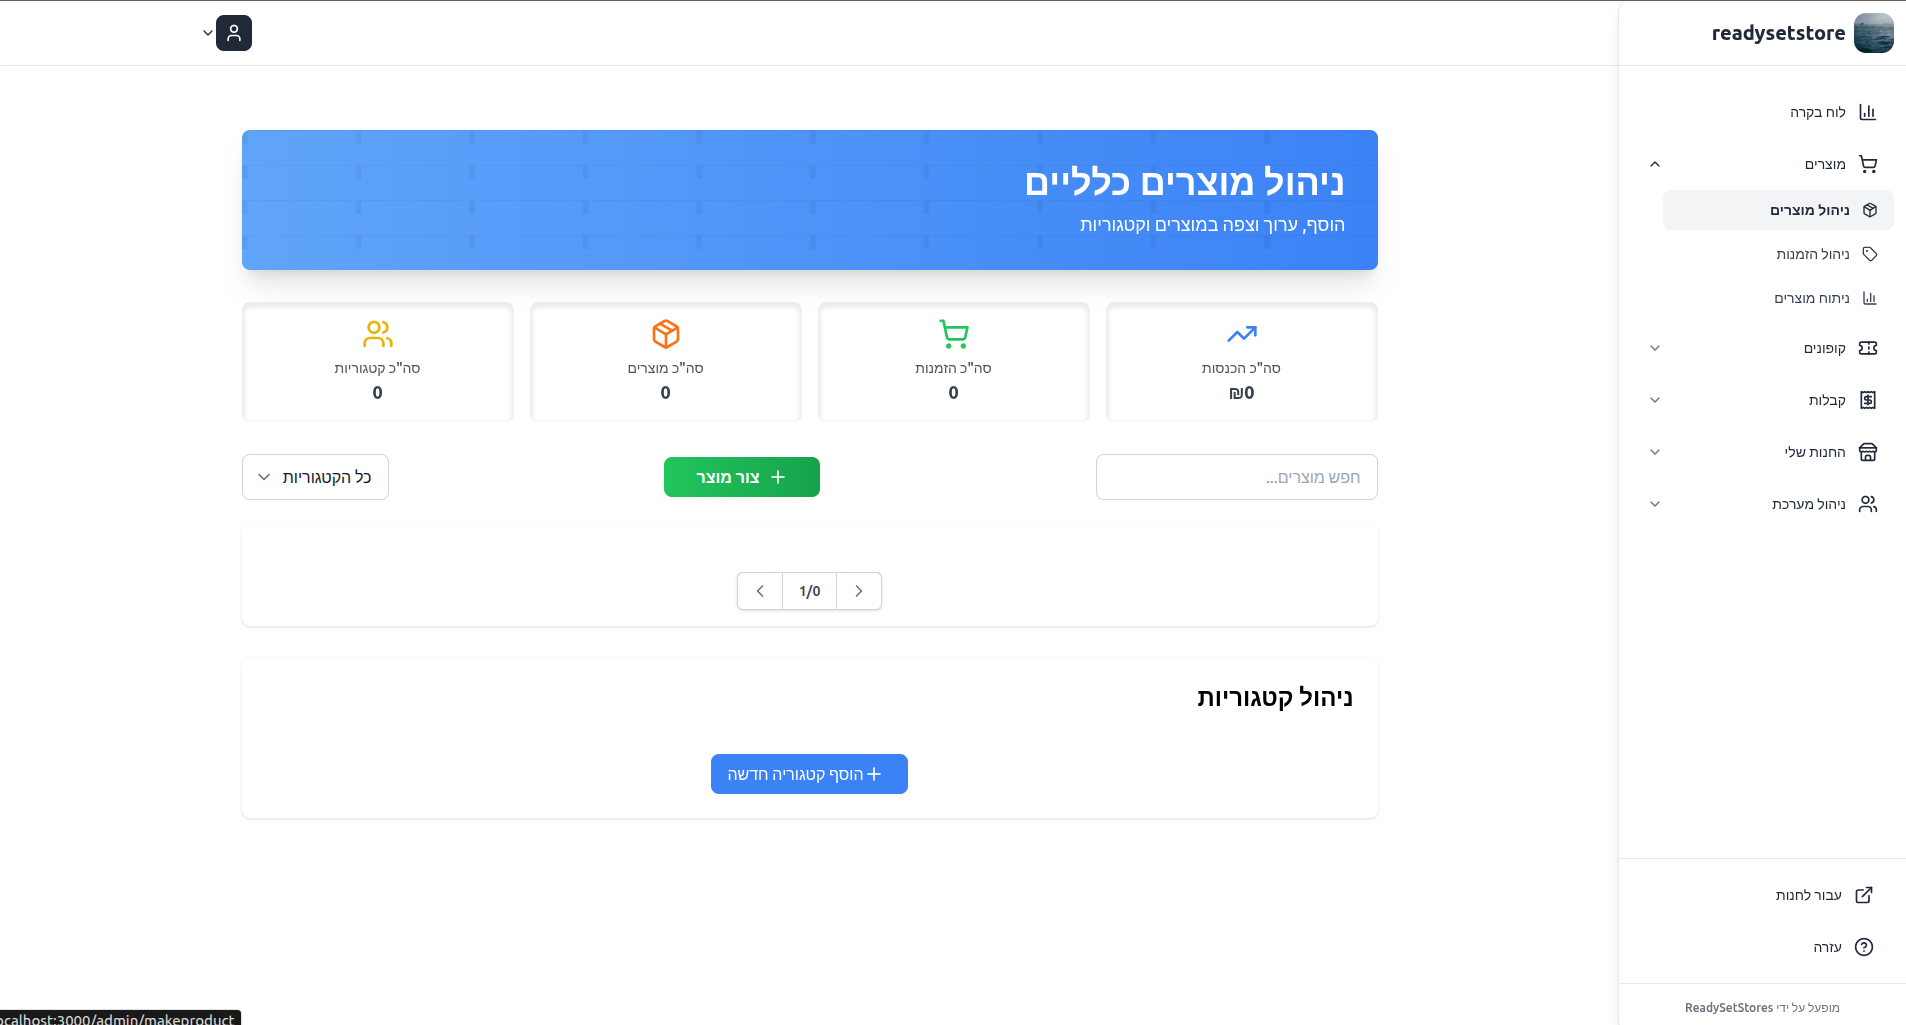 readysetstore
לוח בקרה
מוצרים
ניהול מוצרים
ניהול הזמנות
ניתוח מוצרים
קופונים
קבלות
החנות שלי
ניהול מערכת
עבור לחנות
עזרה
מופעל על ידי ReadySetStores
ניהול מוצרים כלליים
הוסף, ערוך וצפה במוצרים וקטגוריות
סה"כ הכנסות
₪0
סה"כ הזמנות
0
סה"כ מוצרים
0
סה"כ קטגוריות
0
חפש מוצרים...
צור מוצר
כל הקטגוריות
1/0
ניהול קטגוריות
הוסף קטגוריה חדשה
ocalhost:3000/admin/makeproduct